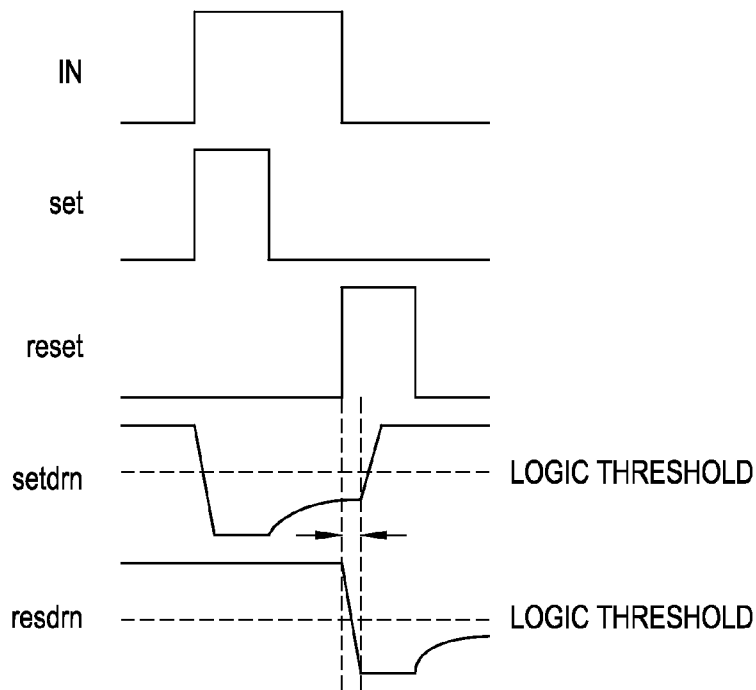 IN
set
reset
setdrn
LOGIC THRESHOLD
resdrn
LOGIC THRESHOLD